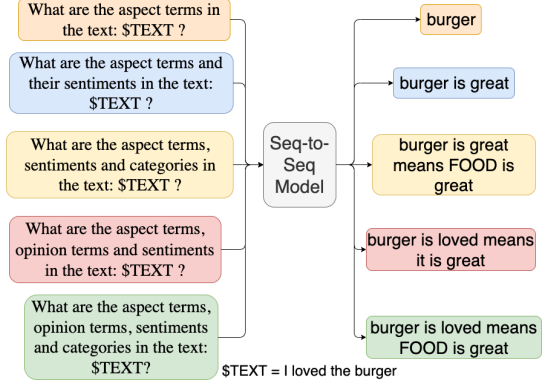 What are the aspect terms in
the text: $TEXT ?
burger
What are the aspect terms and
their sentiments in the text:
$TEXT ?
burger is great
What are the aspect terms,
sentiments and categories in
the text: $TEXT ?
Seq-to-
Seq
Model
burger is great
means FOOD is
great
What are the aspect terms,
opinion terms and sentiments
in the text: $TEXT ?
burger is loved means
it is great
What are the aspect terms,
opinion terms, sentiments
and categories in the text:
$TEXT?
burger is loved means
FOOD is great
$TEXT = I loved the burger